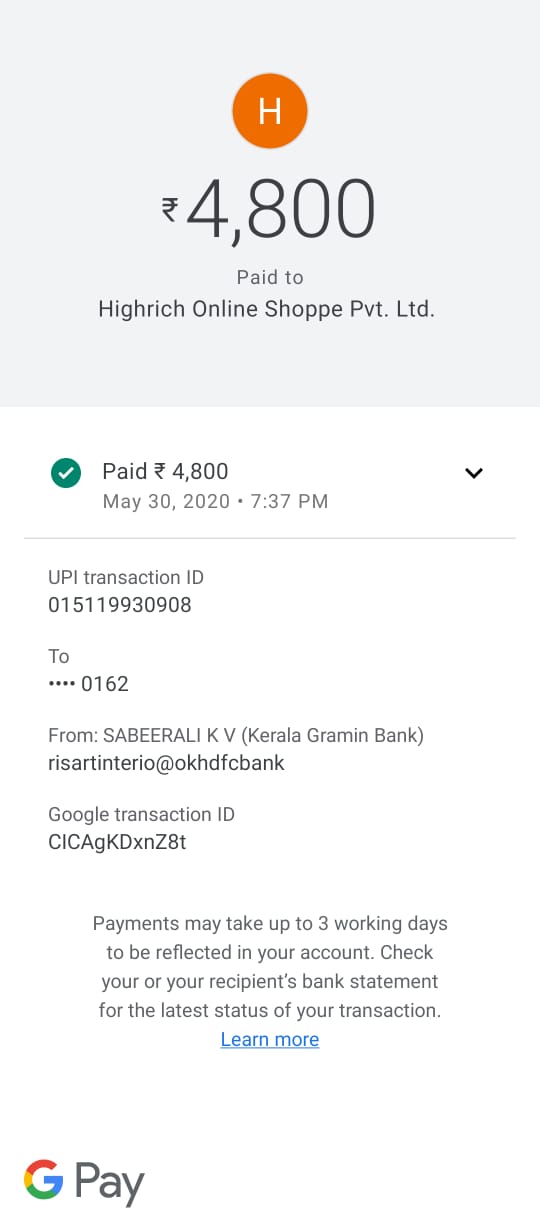 H
₹4,800
Paid to
Highrich Online Shoppe Pvt. Ltd.
Paid ₹ 4,800
May 30, 2020 • 7:37 PM
UPI transaction ID
015119930908
To
•••• 0162
From: SABEERALI K V (Kerala Gramin Bank)
risartinterio@okhdfcbank
Google transaction ID
CICAgKDxnZ8t
Payments may take up to 3 working days
to be reflected in your account. Check
your or your recipient’s bank statement
for the latest status of your transaction.
Learn more
G Pay